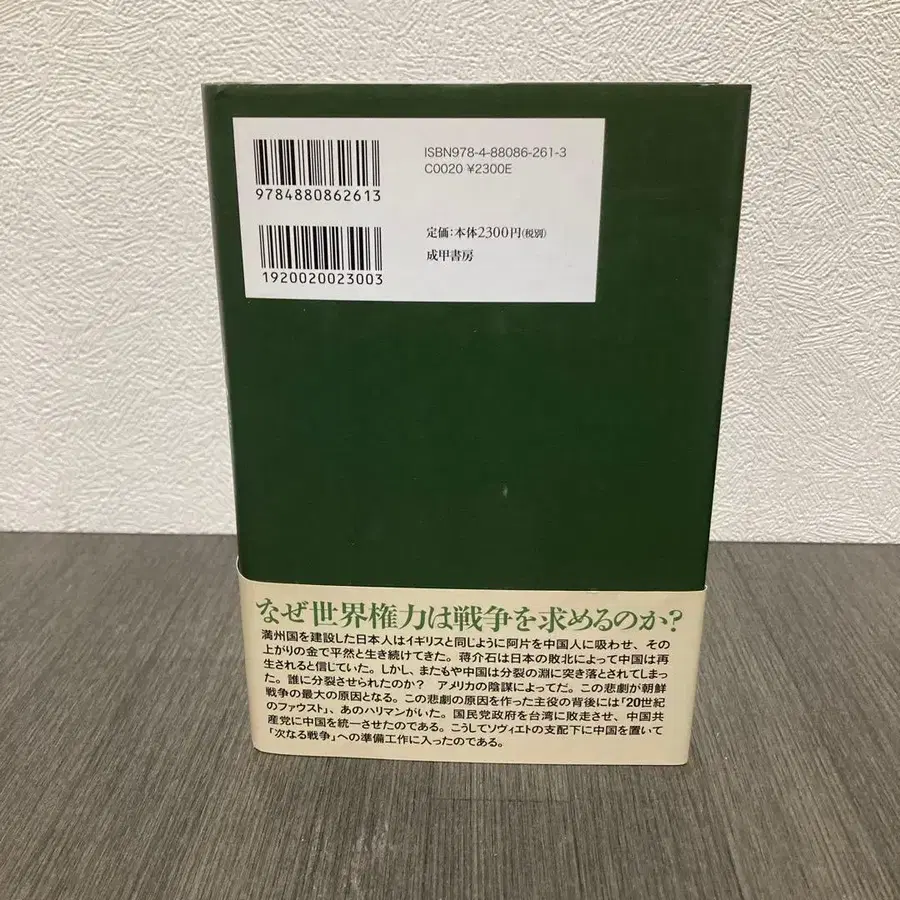 ISBN978-4-88086-261-3
C0020 ¥2300E
9784880862613
定価:本体2300円(税別)
成甲書房
1920020023003
なぜ世界権力は戦争を求めるのか?
満州国を建設した日本人はイギリスと同じように阿片を中国人に吸わせ、その
上がりの金で平然と生き続けてきた。蒋介石は日本の敗北によって中国は再
生されると信じていた。しかし、またもや中国は分裂の淵に突き落とされてしまっ
た。誰に分裂させられたのか? アメリカの陰謀によってだ。この悲劇が朝鮮
戦争の最大の原因となる。この悲劇の原因を作った主役の背後には「20世紀
のファウスト」、あのハリマンがいた。国民党政府を台湾に敗走させ、中国共
産党に中国を統一させたのである。こうしてソヴィエトの支配下に中国を置いて
「次なる戦争」への準備工作に入ったのである。